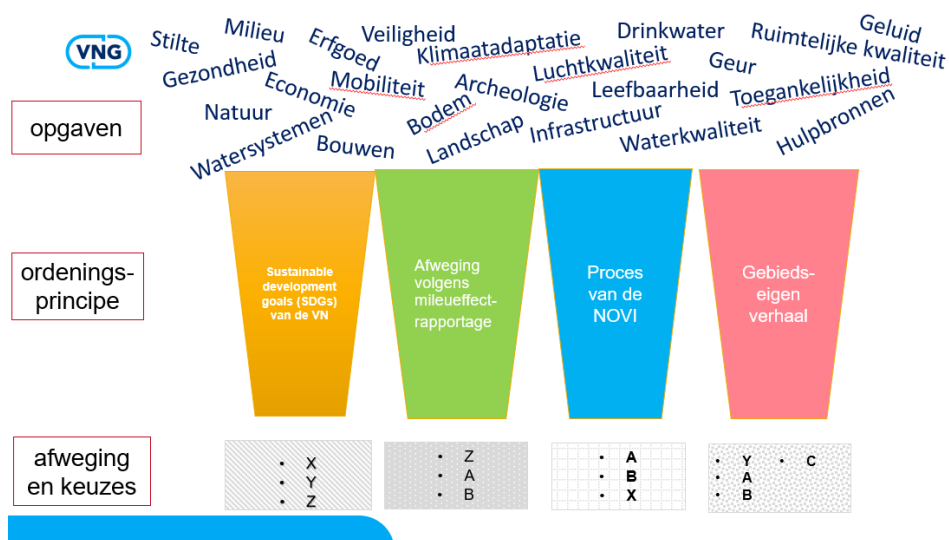 VNG
Stilte
Milieu
Erfgoed
Veiligheid
Klimaatadaptatie
Drinkwater
Ruimtelijke kwaliteit
Geluid
Gezondheid
Economie
Mobiliteit
Archeologie
Luchtkwaliteit
Leefbaarheid
Geur
Toegankelijkheid
opgaven
Natuur
Watersystemen
Bouwen
Bodem
Landschap
Infrastructuur
Waterkwaliteit
Hulpbronnen
ordenings-
principe
Sustainable
development
goals (SDGs)
van de VN
Afweging
volgens
mileueffect-
rapportage
Proces
van de
NOVI
Gebieds-
eigen
verhaal
afweging
en keuzes
• X
• Y
• Z
• Z
• A
• B
• A
• B
• X
• Y • C
• A
• B